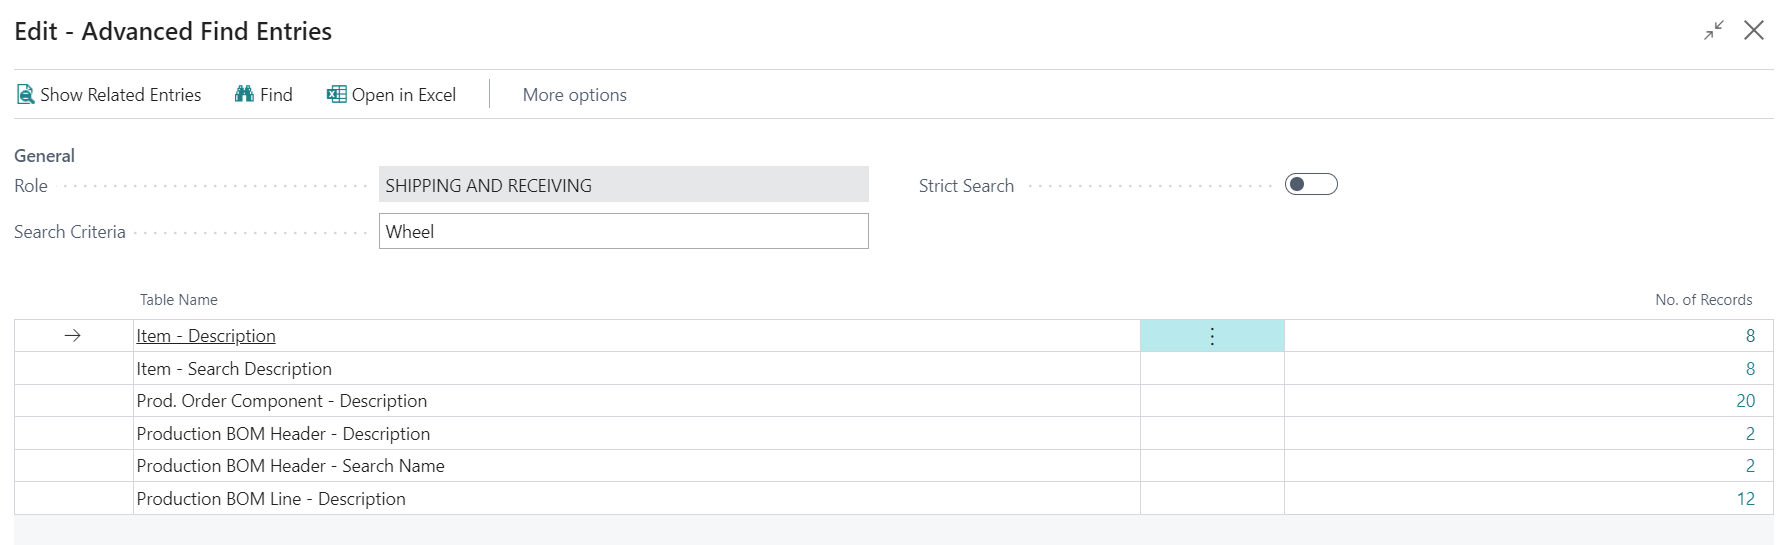 Edit - Advanced Find Entries
Show Related Entries Find Open in Excel More options
General
Role SHIPPING AND RECEIVING Strict Search
Search Criteria Wheel
Table Name No. of Records
Item - Description 8
Item - Search Description 8
Prod. Order Component - Description 20
Production BOM Header - Description 2
Production BOM Header - Search Name 2
Production BOM Line - Description 12